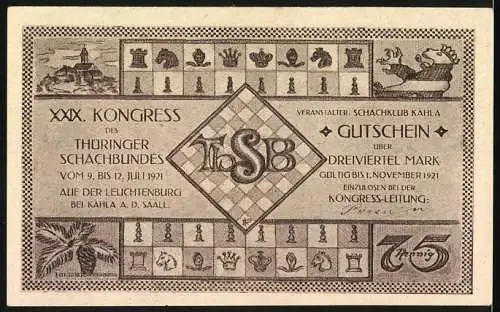 XXIX. KONGRESS
DES
THÜRINGER
SCHACHBUNDES
VOM 9. BIS 12. JULI 1921
AUF DER LEUCHTENBURG
BEI KAHLA A. D. SAALE.
ThSB
VERANSTALTER: SCHACHKLUB KAHLA
GUTSCHEIN
ÜBER
DREIVIERTEL MARK
GÜLTIG BIS 1. NOVEMBER 1921
EINZULÖSEN BEI DER
KONGRESS-LEITUNG:
75
Pfennig